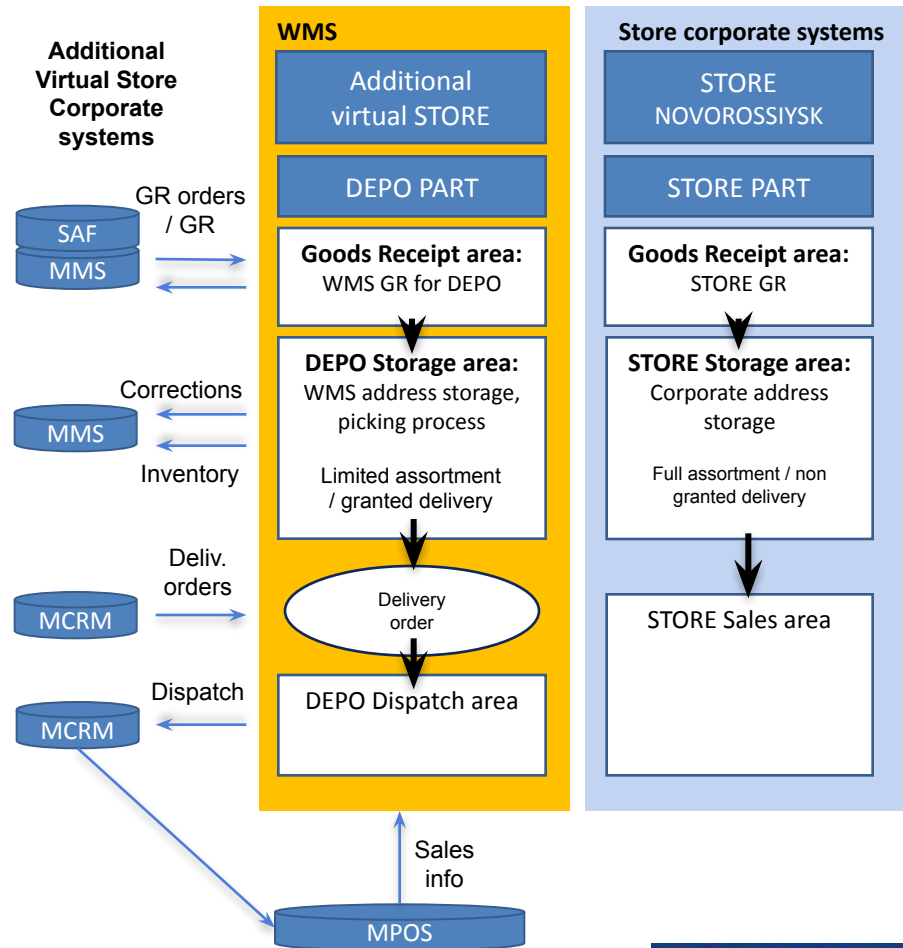 Additional
Virtual Store
Corporate
systems
GR orders
/ GR
SAF
MMS
Corrections
MMS
Inventory
Deliv.
orders
MCRM
Dispatch
MCRM
WMS
Additional
virtual STORE
DEPO PART
Goods Receipt area:
WMS GR for DEPO
DEPO Storage area:
WMS address storage,
picking process
Limited assortment
/ granted delivery
Delivery
order
DEPO Dispatch area
Sales
info
MPOS
Store corporate systems
STORE
NOVOROSSIYSK
STORE PART
Goods Receipt area:
STORE GR
STORE Storage area:
Corporate address
storage
Full assortment / non
granted delivery
STORE Sales area